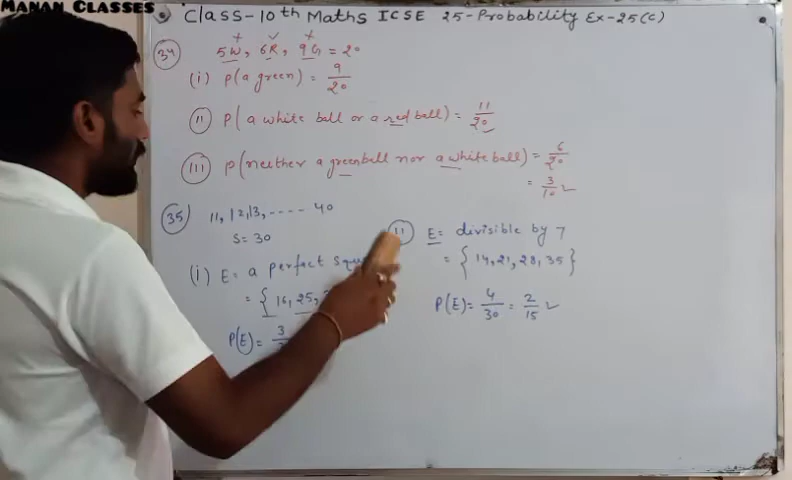 MANAN CLASSES
Class-10th Maths ICSE 25-Probability Ex-25(C)
34 5W, 6R, 9G = 20
(i) P(a green) = 9/20
(ii) P(a white ball or a red ball) = 11/20
(iii) P(neither a green ball nor a white ball) = 6/20
= 3/10
35 11, 12, 13, ---- 40
S = 30
(i) E = a perfect squ
= {16, 25,
P(E) = 3
(ii) E = divisible by 7
= {14, 21, 28, 35}
P(E) = 4/30 = 2/15